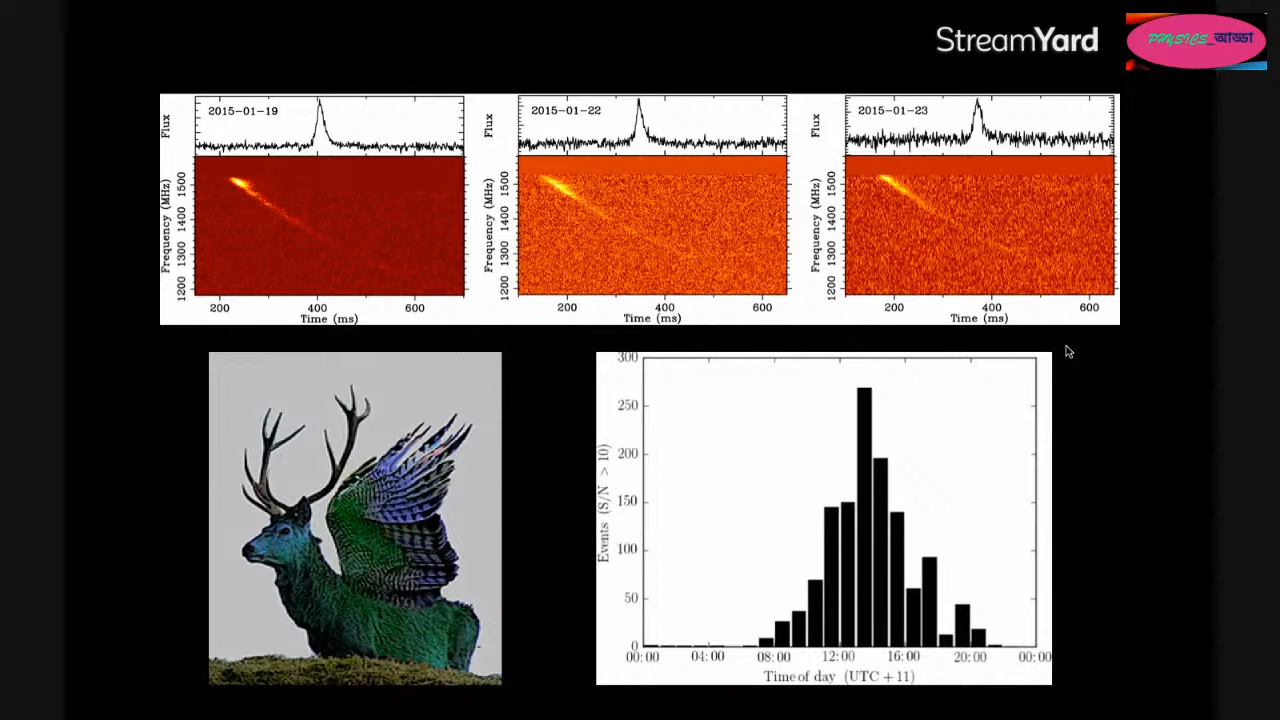 StreamYard
PHYSICS_আড্ডা
2015-01-19
Flux
Frequency (MHz)
1500
1400
1300
1200
200
400
600
Time (ms)
2015-01-22
Flux
Frequency (MHz)
1500
1400
1300
1200
200
400
600
Time (ms)
2015-01-23
Flux
Frequency (MHz)
1500
1400
1300
1200
200
400
600
Time (ms)
Events (S/N > 10)
300
250
200
150
100
50
0
00:00 04:00 08:00 12:00 16:00 20:00 00:00
Time of day (UTC + 11)